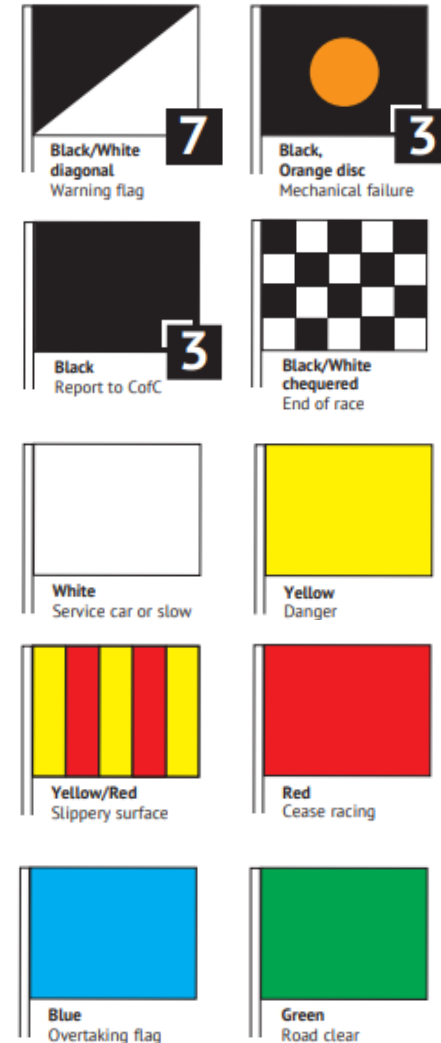 7
Black/White
diagonal
Warning flag
3
Black,
Orange disc
Mechanical failure
3
Black
Report to CofC
Black/White
chequered
End of race
White
Service car or slow
Yellow
Danger
Yellow/Red
Slippery surface
Red
Cease racing
Blue
Overtaking flag
Green
Road clear